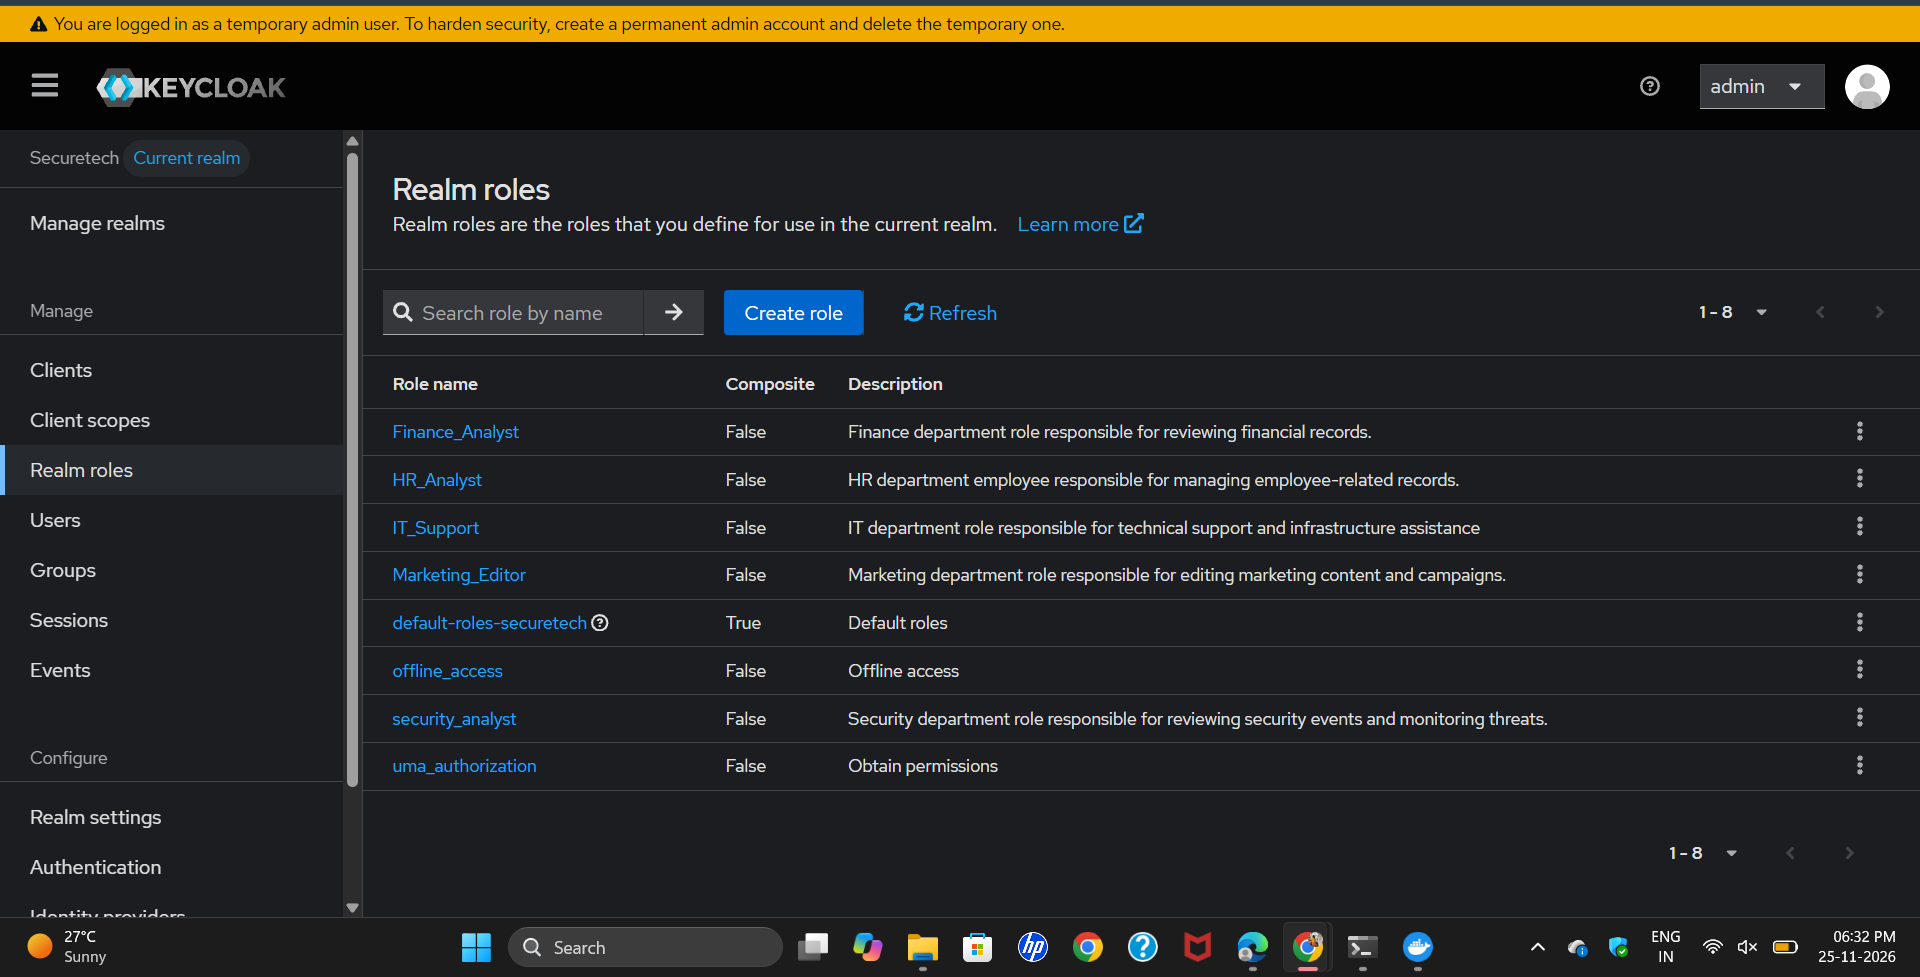 You are logged in as a temporary admin user. To harden security, create a permanent admin account and delete the temporary one.
KEYCLOAK
admin
Securetech Current realm
Manage realms
Manage
Clients
Client scopes
Realm roles
Users
Groups
Sessions
Events
Configure
Realm settings
Authentication
Identity providers
Realm roles
Realm roles are the roles that you define for use in the current realm. Learn more
Search role by name
Create role
Refresh
1 - 8
Role name Composite Description
Finance_Analyst False Finance department role responsible for reviewing financial records.
HR_Analyst False HR department employee responsible for managing employee-related records.
IT_Support False IT department role responsible for technical support and infrastructure assistance
Marketing_Editor False Marketing department role responsible for editing marketing content and campaigns.
default-roles-securetech True Default roles
offline_access False Offline access
security_analyst False Security department role responsible for reviewing security events and monitoring threats.
uma_authorization False Obtain permissions
1 - 8
27°C
Sunny
Search
hp
ENG
IN
06:32 PM
25-11-2026